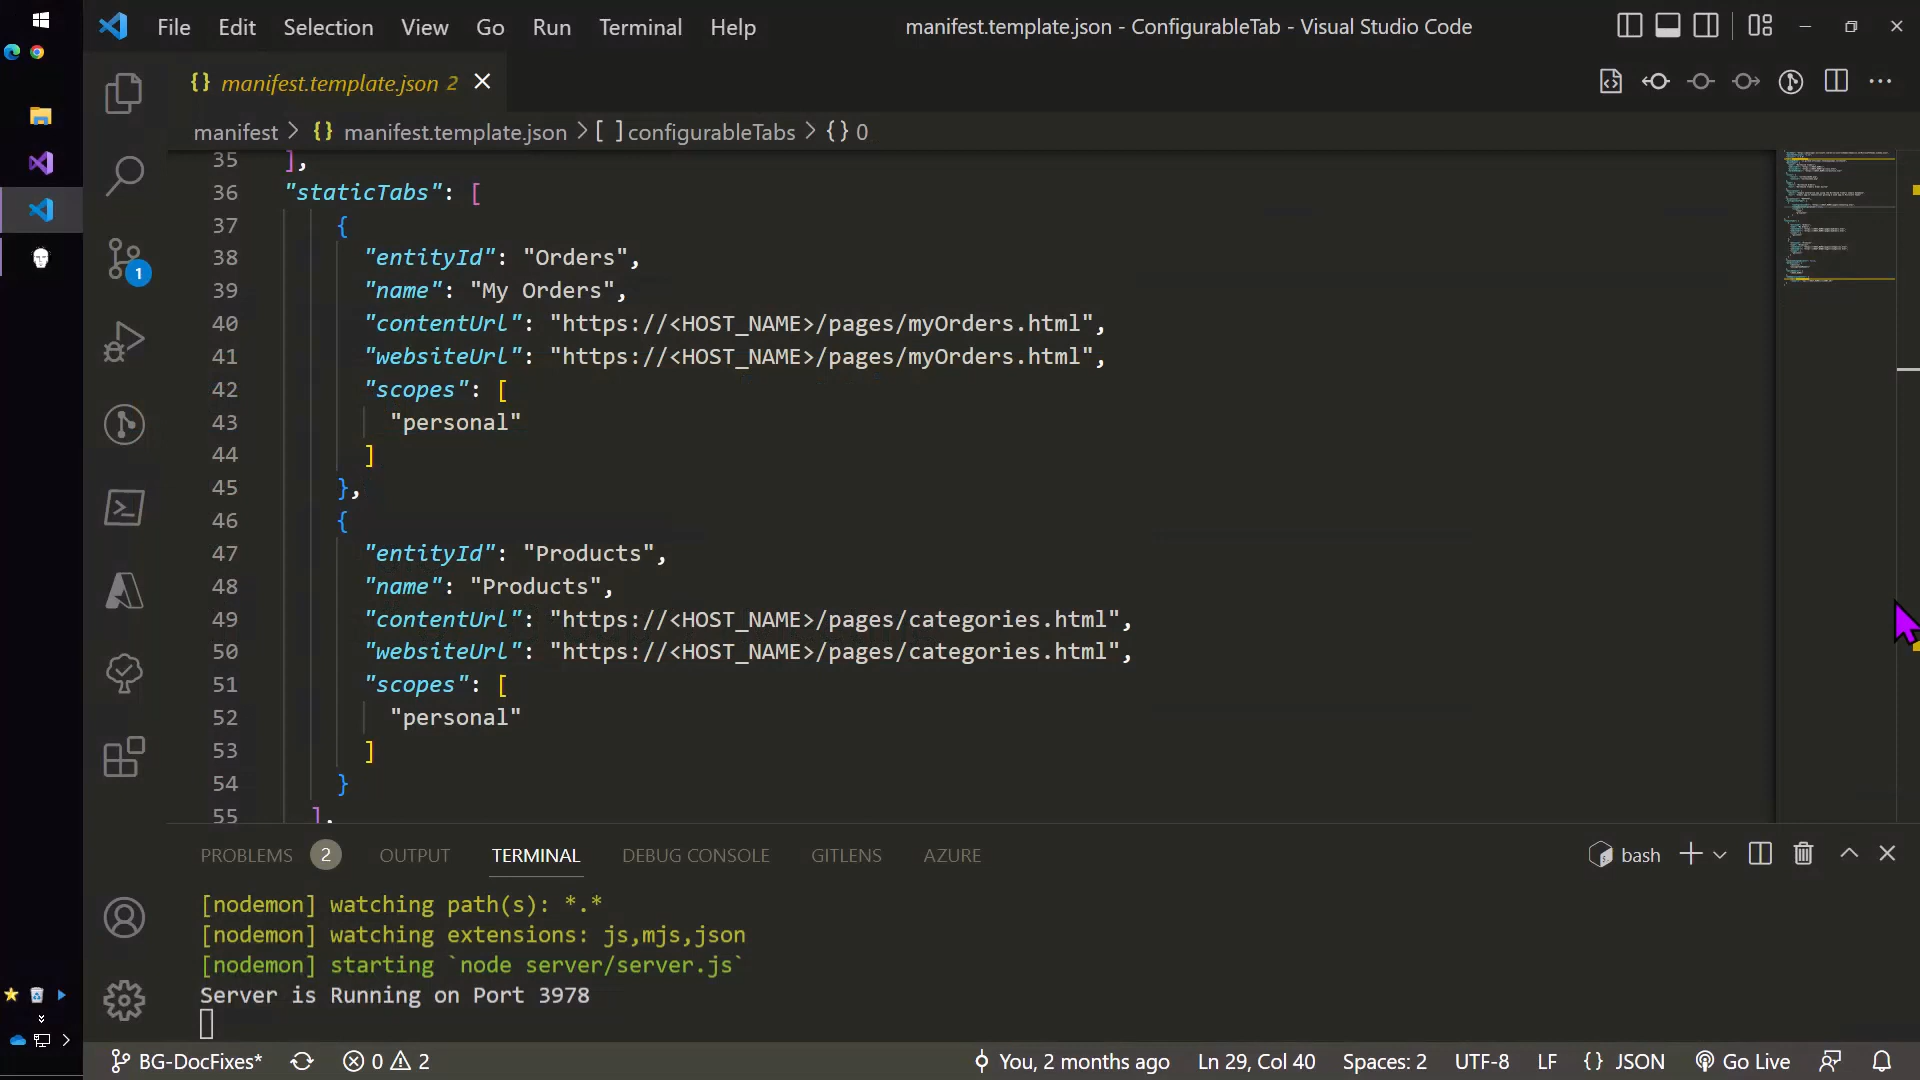 File Edit Selection View Go Run Terminal Help manifest.template.json - ConfigurableTab - Visual Studio Code
{} manifest.template.json 2
manifest > {} manifest.template.json > [ ] configurableTabs > {} 0
35 ],
36 "staticTabs": [
37 {
38 "entityId": "Orders",
39 "name": "My Orders",
40 "contentUrl": "https://<HOST_NAME>/pages/myOrders.html",
41 "websiteUrl": "https://<HOST_NAME>/pages/myOrders.html",
42 "scopes": [
43 "personal"
44 ]
45 },
46 {
47 "entityId": "Products",
48 "name": "Products",
49 "contentUrl": "https://<HOST_NAME>/pages/categories.html",
50 "websiteUrl": "https://<HOST_NAME>/pages/categories.html",
51 "scopes": [
52 "personal"
53 ]
54 }
55 ],
1
PROBLEMS 2 OUTPUT TERMINAL DEBUG CONSOLE GITLENS AZURE bash
[nodemon] watching path(s): *.*
[nodemon] watching extensions: js,mjs,json
[nodemon] starting `node server/server.js`
Server is Running on Port 3978
BG-DocFixes* 0 2 You, 2 months ago Ln 29, Col 40 Spaces: 2 UTF-8 LF {} JSON Go Live